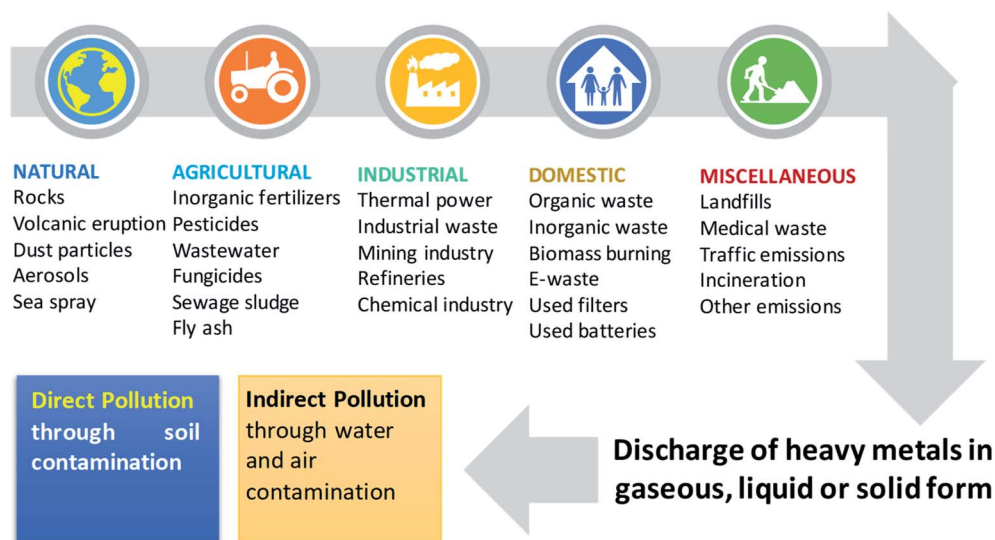 NATURAL
Rocks
Volcanic eruption
Dust particles
Aerosols
Sea spray
AGRICULTURAL
Inorganic fertilizers
Pesticides
Wastewater
Fungicides
Sewage sludge
Fly ash
INDUSTRIAL
Thermal power
Industrial waste
Mining industry
Refineries
Chemical industry
DOMESTIC
Organic waste
Inorganic waste
Biomass burning
E-waste
Used filters
Used batteries
MISCELLANEOUS
Landfills
Medical waste
Traffic emissions
Incineration
Other emissions
Direct Pollution
through soil
contamination
Indirect Pollution
through water
and air
contamination
Discharge of heavy metals in
gaseous, liquid or solid form